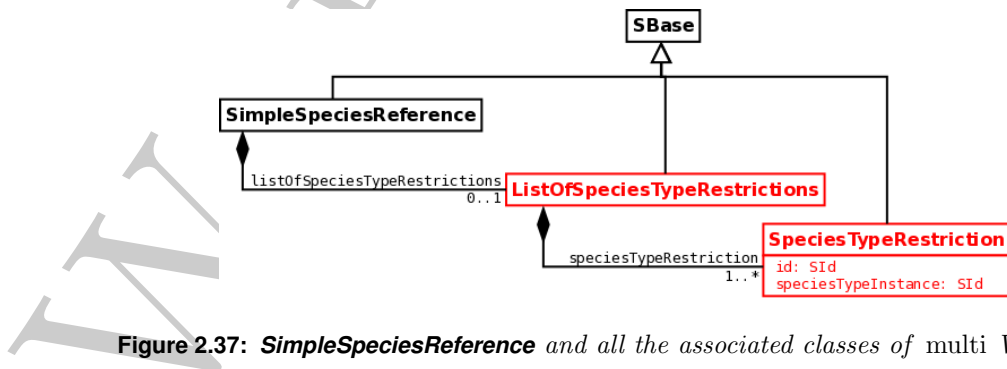 SBase
SimpleSpeciesReference
listOfSpeciesTypeRestrictions
0..1
ListOfSpeciesTypeRestrictions
speciesTypeRestriction
1..*
SpeciesTypeRestriction
id: SId
speciesTypeInstance: SId
Figure 2.37: SimpleSpeciesReference and all the associated classes of multi